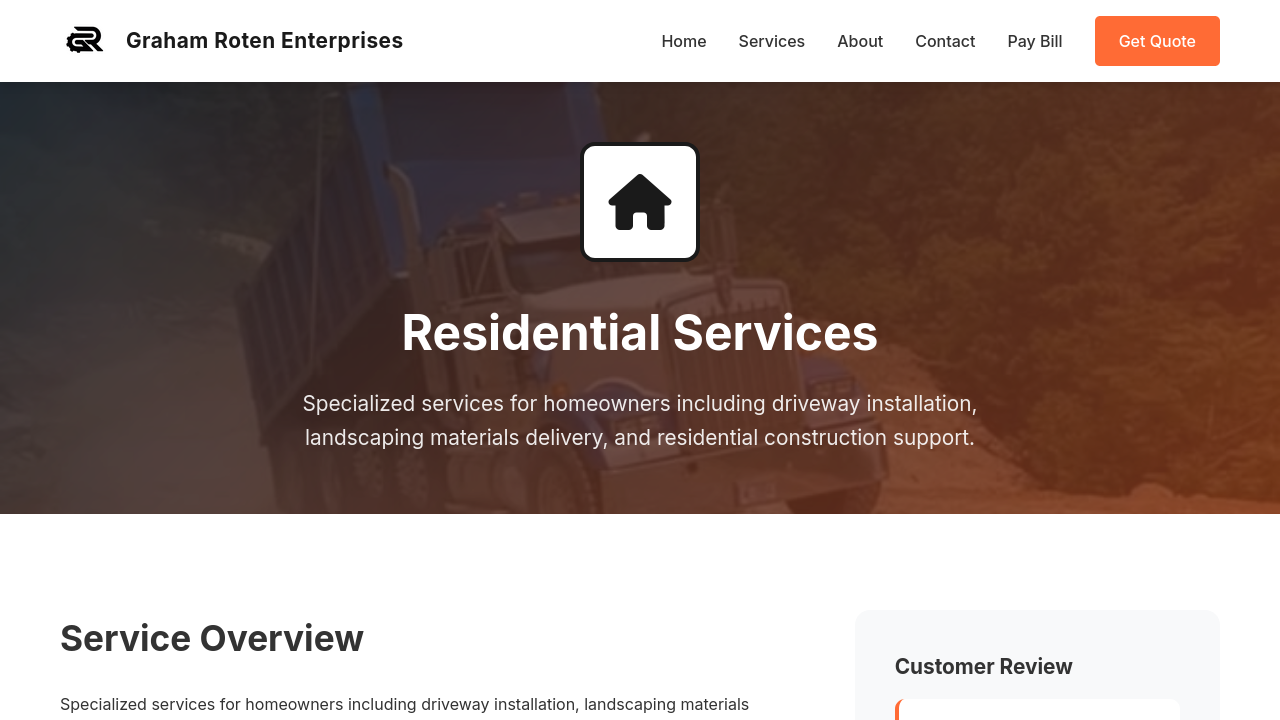 GR
Graham Roten Enterprises
Home
Services
About
Contact
Pay Bill
Get Quote
Residential Services
Specialized services for homeowners including driveway installation,
landscaping materials delivery, and residential construction support.
Service Overview
Specialized services for homeowners including driveway installation, landscaping materials
Customer Review